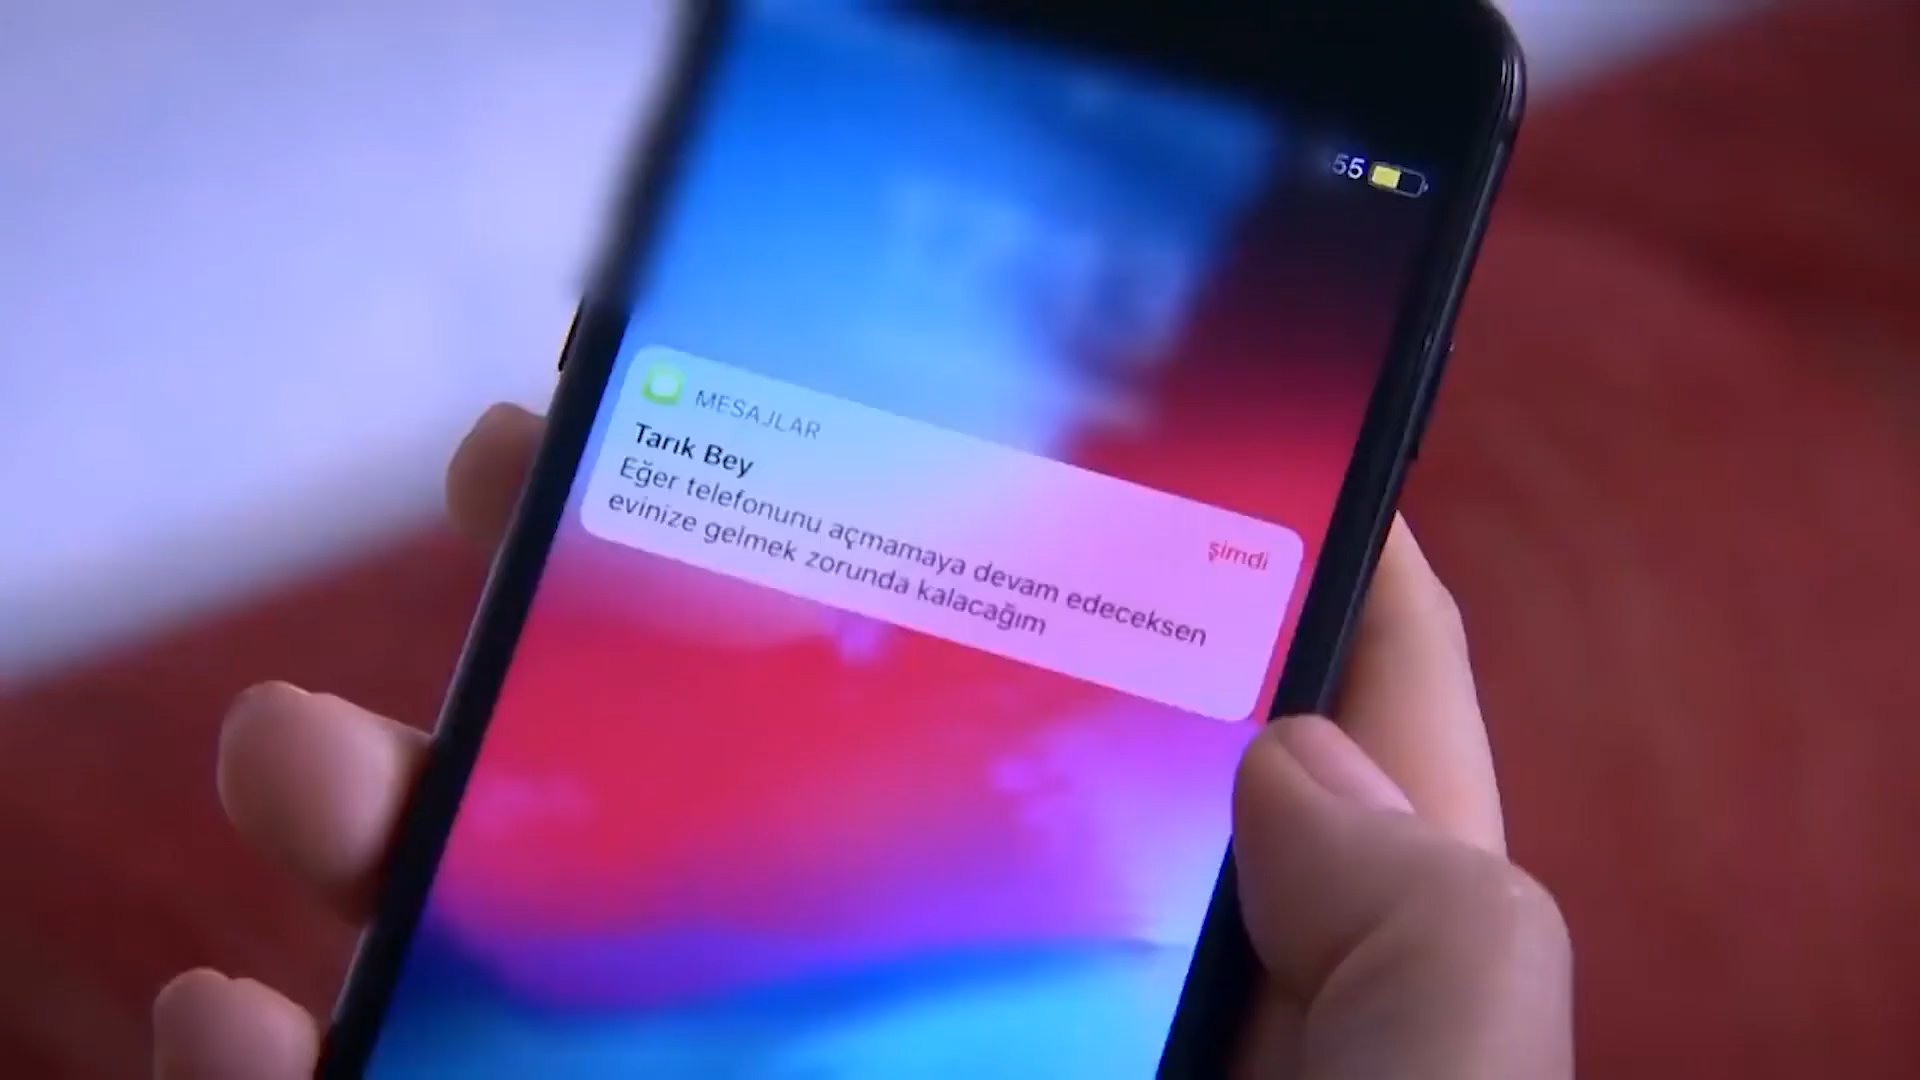 55
MESAJLAR
şimdi
Tarık Bey
Eğer telefonunu açmamaya devam edeceksen
evinize gelmek zorunda kalacağım